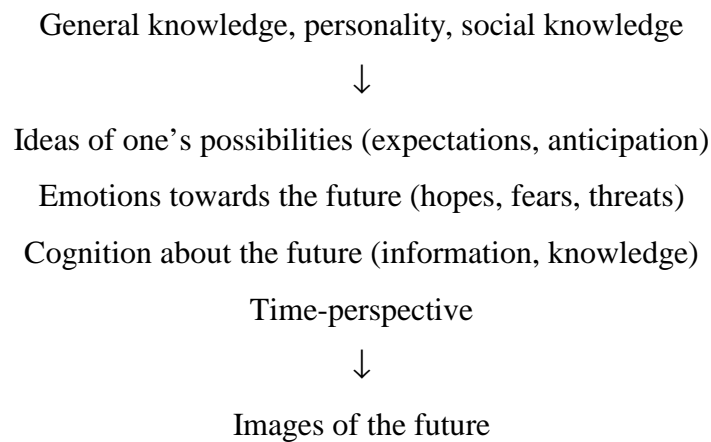 General knowledge, personality, social knowledge
↓
Ideas of one’s possibilities (expectations, anticipation)
Emotions towards the future (hopes, fears, threats)
Cognition about the future (information, knowledge)
Time-perspective
↓
Images of the future